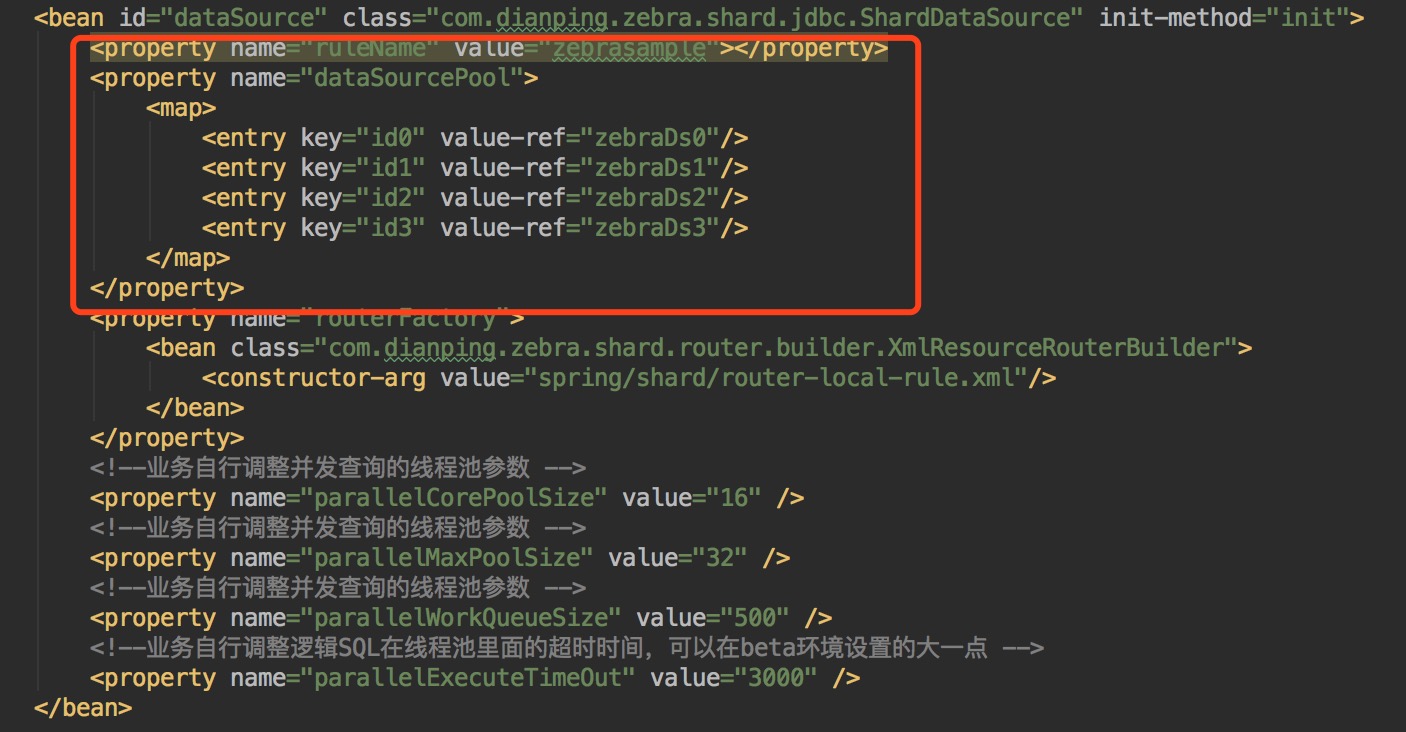 <bean id="dataSource" class="com.dianping.zebra.shard.jdbc.ShardDataSource" init-method="init">
<property name="ruleName" value="zebrasample"></property>
<property name="dataSourcePool">
<map>
<entry key="id0" value-ref="zebraDs0"/>
<entry key="id1" value-ref="zebraDs1"/>
<entry key="id2" value-ref="zebraDs2"/>
<entry key="id3" value-ref="zebraDs3"/>
</map>
</property>
<property name="routerFactory">
<bean class="com.dianping.zebra.shard.router.builder.XmlResourceRouterBuilder">
<constructor-arg value="spring/shard/router-local-rule.xml"/>
</bean>
</property>
<!--业务自行调整并发查询的线程池参数 -->
<property name="parallelCorePoolSize" value="16" />
<!--业务自行调整并发查询的线程池参数 -->
<property name="parallelMaxPoolSize" value="32" />
<!--业务自行调整并发查询的线程池参数 -->
<property name="parallelWorkQueueSize" value="500" />
<!--业务自行调整逻辑SQL在线程池里面的超时时间，可以在beta环境设置的大一点 -->
<property name="parallelExecuteTimeOut" value="3000" />
</bean>